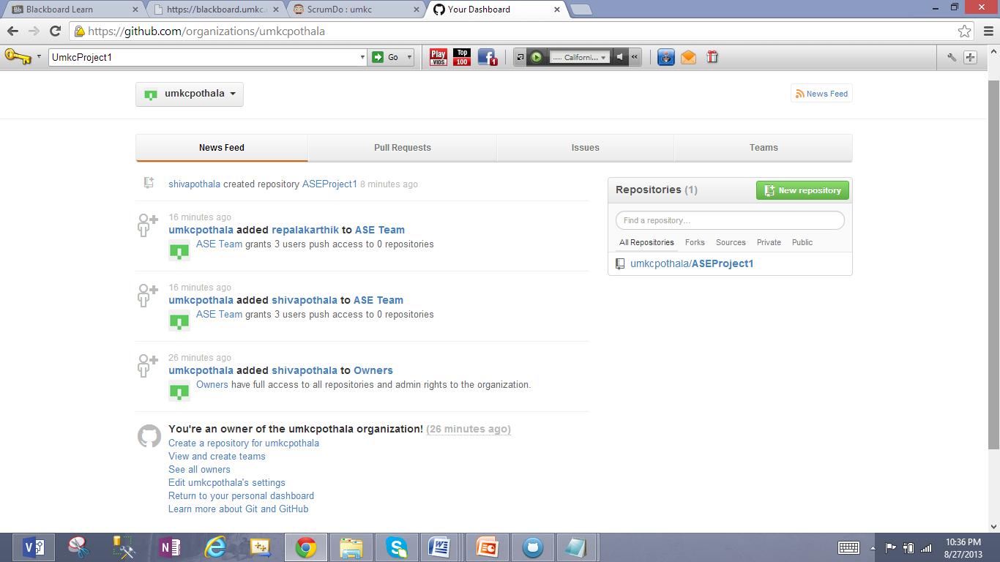 Blackboard Learn
https://blackboard.umkc.
ScrumDo : umkc
Your Dashboard
https://github.com/organizations/umkcpothala
UmkcProject1
Go
Play VIDS
Top 100
1
..... Californi...
umkcpothala
News Feed
News Feed
Pull Requests
Issues
Teams
shivapothala created repository ASEProject1 8 minutes ago
16 minutes ago
umkcpothala added repalakarthik to ASE Team
ASE Team grants 3 users push access to 0 repositories
16 minutes ago
umkcpothala added shivapothala to ASE Team
ASE Team grants 3 users push access to 0 repositories
26 minutes ago
umkcpothala added shivapothala to Owners
Owners have full access to all repositories and admin rights to the organization.
You're an owner of the umkcpothala organization! (26 minutes ago)
Create a repository for umkcpothala
View and create teams
See all owners
Edit umkcpothala's settings
Return to your personal dashboard
Learn more about Git and GitHub
Repositories (1)
New repository
Find a repository...
All Repositories
Forks
Sources
Private
Public
umkcpothala/ASEProject1
10:36 PM
8/27/2013